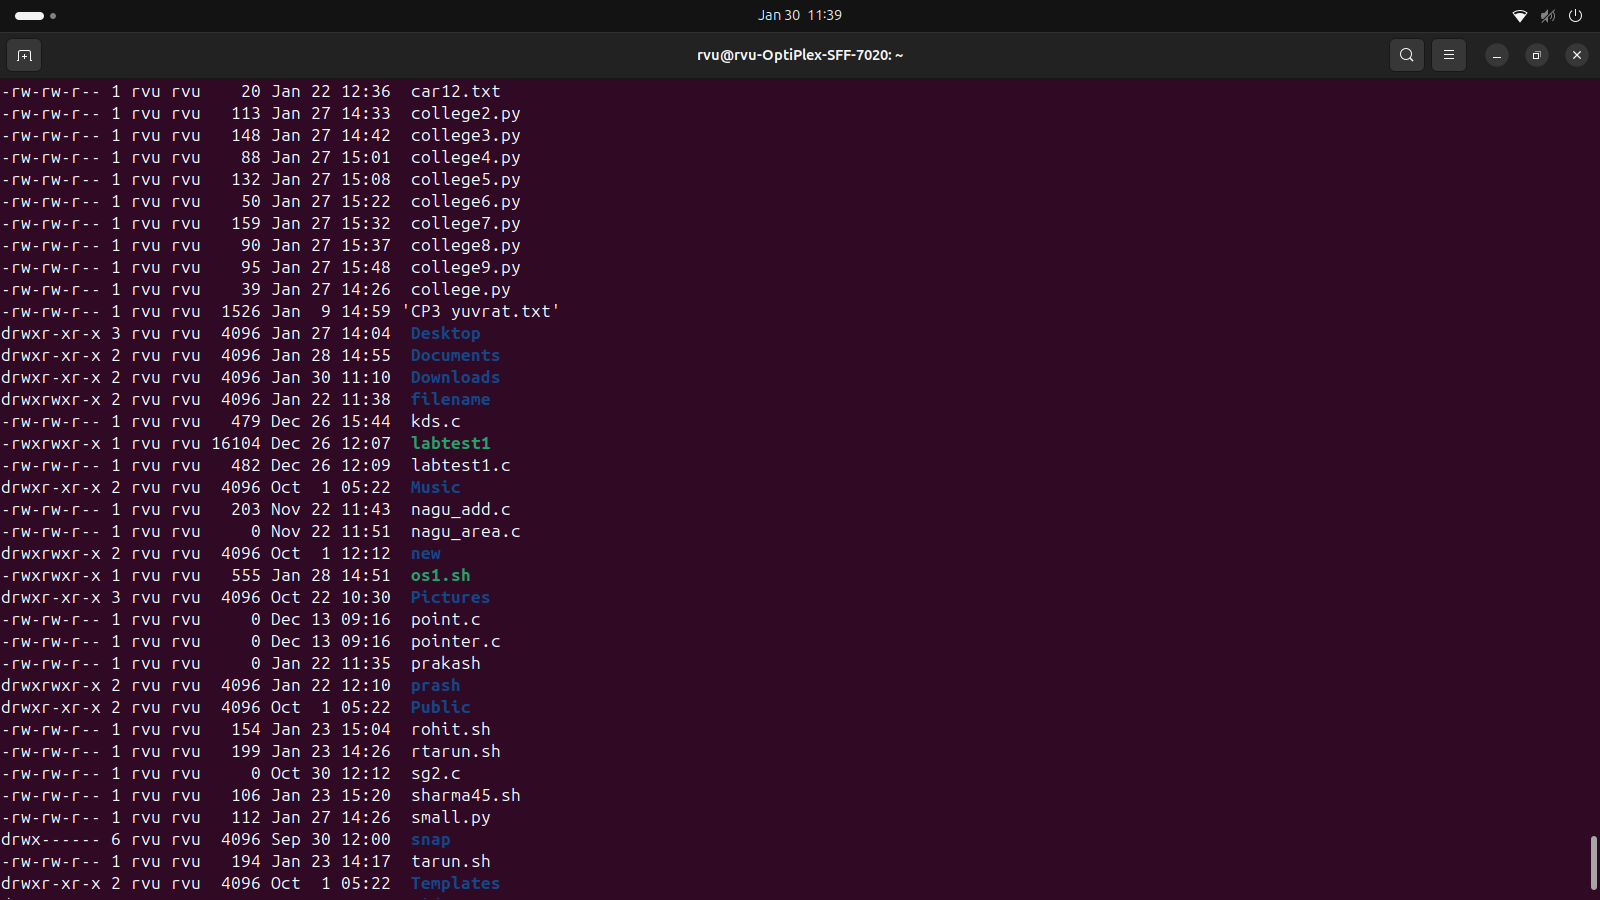 Jan 30 11:39
rvu@rvu-OptiPlex-SFF-7020: ~
-rw-rw-r-- 1 rvu rvu    20 Jan 22 12:36  car12.txt
-rw-rw-r-- 1 rvu rvu   113 Jan 27 14:33  college2.py
-rw-rw-r-- 1 rvu rvu   148 Jan 27 14:42  college3.py
-rw-rw-r-- 1 rvu rvu    88 Jan 27 15:01  college4.py
-rw-rw-r-- 1 rvu rvu   132 Jan 27 15:08  college5.py
-rw-rw-r-- 1 rvu rvu    50 Jan 27 15:22  college6.py
-rw-rw-r-- 1 rvu rvu   159 Jan 27 15:32  college7.py
-rw-rw-r-- 1 rvu rvu    90 Jan 27 15:37  college8.py
-rw-rw-r-- 1 rvu rvu    95 Jan 27 15:48  college9.py
-rw-rw-r-- 1 rvu rvu    39 Jan 27 14:26  college.py
-rw-rw-r-- 1 rvu rvu  1526 Jan  9 14:59 'CP3 yuvrat.txt'
drwxr-xr-x 3 rvu rvu  4096 Jan 27 14:04  Desktop
drwxr-xr-x 2 rvu rvu  4096 Jan 28 14:55  Documents
drwxr-xr-x 2 rvu rvu  4096 Jan 30 11:10  Downloads
drwxrwxr-x 2 rvu rvu  4096 Jan 22 11:38  filename
-rw-rw-r-- 1 rvu rvu   479 Dec 26 15:44  kds.c
-rwxrwxr-x 1 rvu rvu 16104 Dec 26 12:07  labtest1
-rw-rw-r-- 1 rvu rvu   482 Dec 26 12:09  labtest1.c
drwxr-xr-x 2 rvu rvu  4096 Oct  1 05:22  Music
-rw-rw-r-- 1 rvu rvu   203 Nov 22 11:43  nagu_add.c
-rw-rw-r-- 1 rvu rvu     0 Nov 22 11:51  nagu_area.c
drwxrwxr-x 2 rvu rvu  4096 Oct  1 12:12  new
-rwxrwxr-x 1 rvu rvu   555 Jan 28 14:51  os1.sh
drwxr-xr-x 3 rvu rvu  4096 Oct 22 10:30  Pictures
-rw-rw-r-- 1 rvu rvu     0 Dec 13 09:16  point.c
-rw-rw-r-- 1 rvu rvu     0 Dec 13 09:16  pointer.c
-rw-rw-r-- 1 rvu rvu     0 Jan 22 11:35  prakash
drwxrwxr-x 2 rvu rvu  4096 Jan 22 12:10  prash
drwxr-xr-x 2 rvu rvu  4096 Oct  1 05:22  Public
-rw-rw-r-- 1 rvu rvu   154 Jan 23 15:04  rohit.sh
-rw-rw-r-- 1 rvu rvu   199 Jan 23 14:26  rtarun.sh
-rw-rw-r-- 1 rvu rvu     0 Oct 30 12:12  sg2.c
-rw-rw-r-- 1 rvu rvu   106 Jan 23 15:20  sharma45.sh
-rw-rw-r-- 1 rvu rvu   112 Jan 27 14:26  small.py
drwx------ 6 rvu rvu  4096 Sep 30 12:00  snap
-rw-rw-r-- 1 rvu rvu   194 Jan 23 14:17  tarun.sh
drwxr-xr-x 2 rvu rvu  4096 Oct  1 05:22  Templates